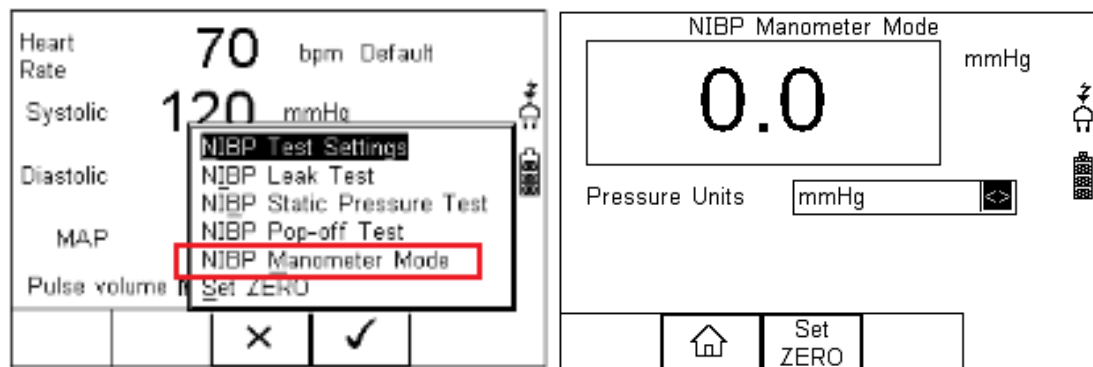 Heart
Rate
70
bpm Default
Systolic
120
mmHg
Diastolic
MAP
Pulse volume
NIBP Test Settings
NIBP Leak Test
NIBP Static Pressure Test
NIBP Pop-off Test
NIBP Manometer Mode
Set ZERO
NIBP Manometer Mode
0.0
mmHg
Pressure Units
mmHg
<>
Set
ZERO